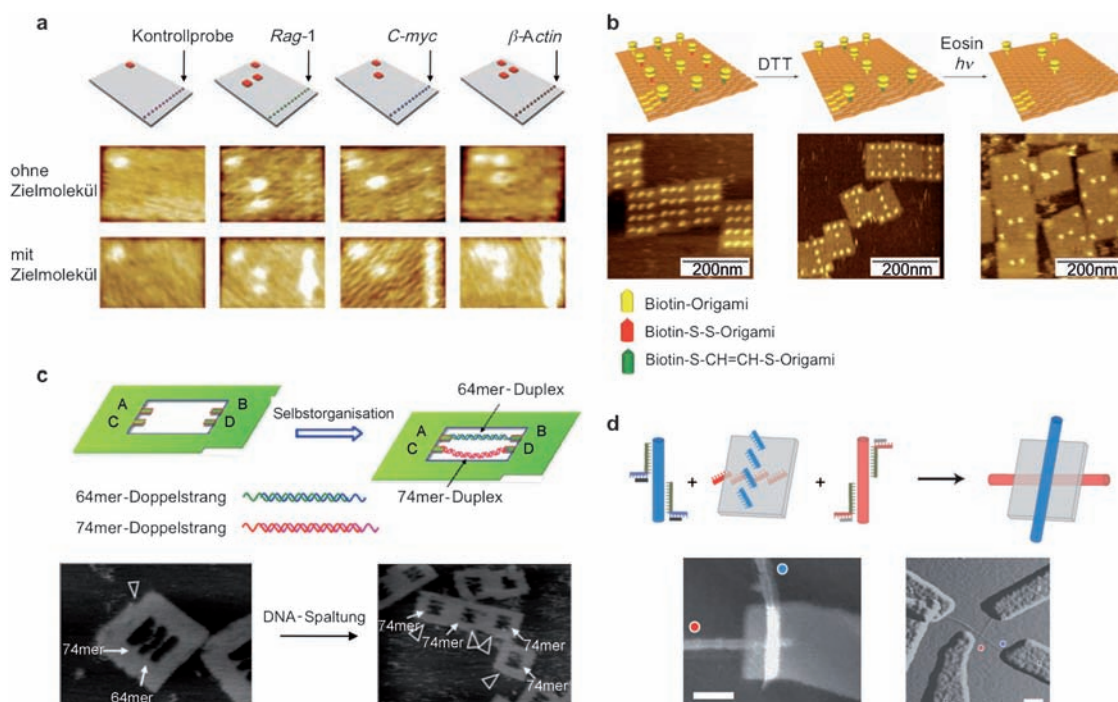 a
Kontrollprobe
Rag-1
C-myc
β-Actin
ohne
Zielmolekül
mit
Zielmolekül
b
DTT
Eosin
hν
200nm
200nm
200nm
Biotin-Origami
Biotin-S-S-Origami
Biotin-S-CH=CH-S-Origami
c
A
B
C
D
Selbstorganisation
64mer-Duplex
A
B
C
D
74mer-Duplex
64mer-Doppelstrang
74mer-Doppelstrang
74mer
64mer
DNA-Spaltung
74mer
74mer
74mer
74mer
d
+
+